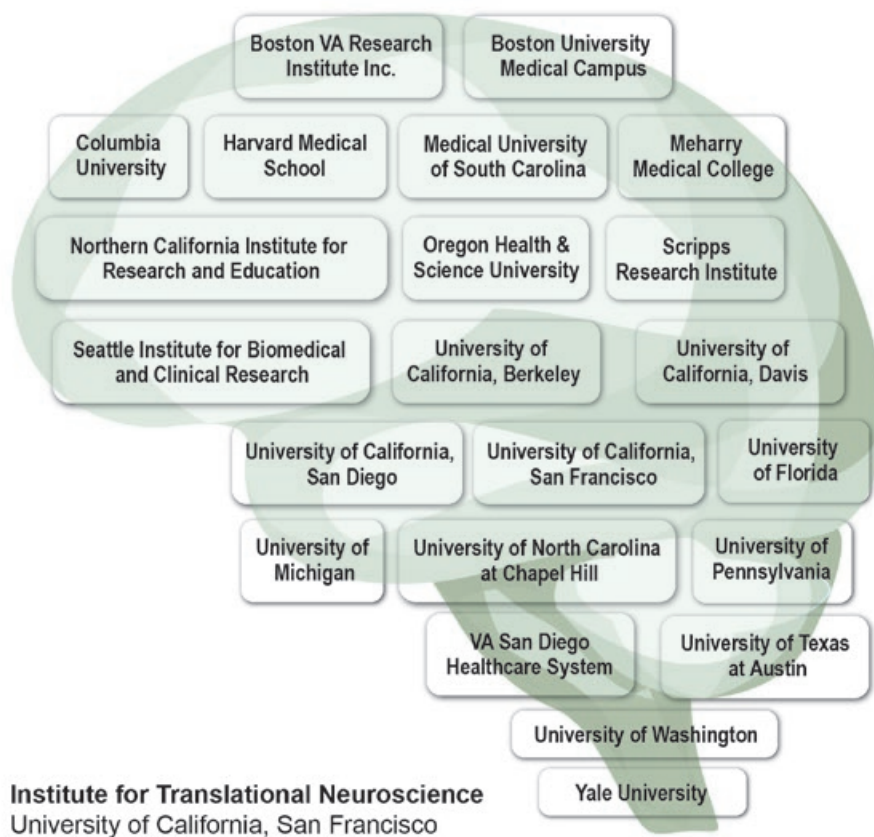 Boston VA Research
Institute Inc.
Boston University
Medical Campus
Columbia
University
Harvard Medical
School
Medical University
of South Carolina
Meharry
Medical College
Northern California Institute for
Research and Education
Oregon Health &
Science University
Scripps
Research Institute
Seattle Institute for Biomedical
and Clinical Research
University of
California, Berkeley
University of
California, Davis
University of California,
San Diego
University of California,
San Francisco
University
of Florida
University of
Michigan
University of North Carolina
at Chapel Hill
University of
Pennsylvania
VA San Diego
Healthcare System
University of Texas
at Austin
University of Washington
Yale University
Institute for Translational Neuroscience
University of California, San Francisco